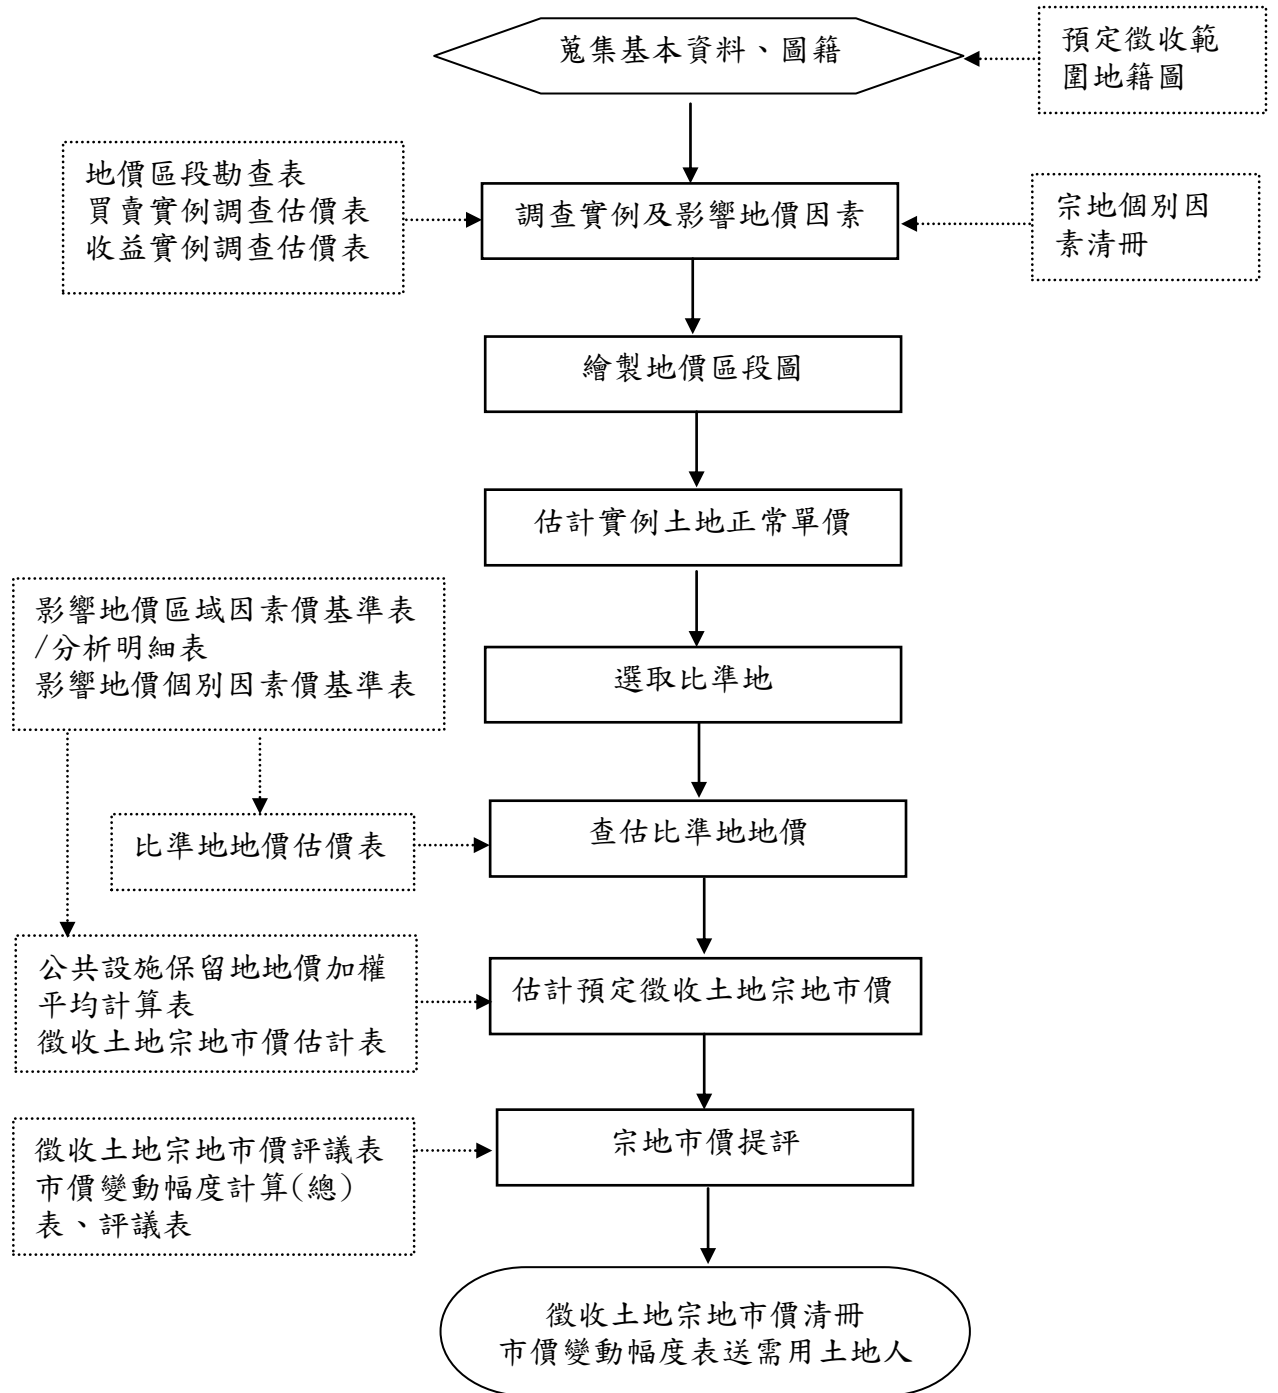 蒐集基本資料、圖籍
預定徵收範
圍地籍圖
地價區段勘查表
買賣實例調查估價表
收益實例調查估價表
調查實例及影響地價因素
宗地個別因
素清冊
繪製地價區段圖
估計實例土地正常單價
影響地價區域因素價基準表
/分析明細表
影響地價個別因素價基準表
選取比準地
比準地地價估價表
查估比準地地價
公共設施保留地地價加權
平均計算表
徵收土地宗地市價估計表
估計預定徵收土地宗地市價
徵收土地宗地市價評議表
市價變動幅度計算(總)
表、評議表
宗地市價提評
徵收土地宗地市價清冊
市價變動幅度表送需用土地人